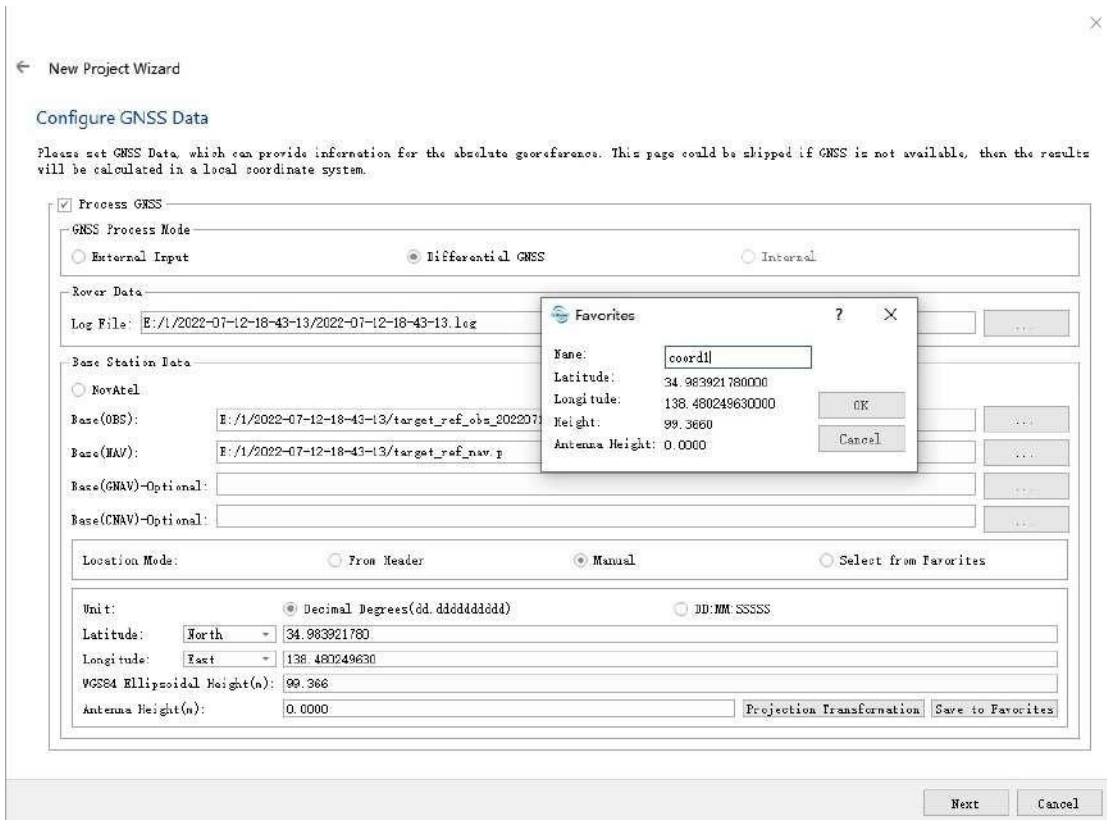 New Project Wizard
Configure GNSS Data
Please set GNSS Data, which can provide information for the absolute georeference. This page could be skipped if GNSS is not available, then the results
will be calculated in a local coordinate system.
Process GNSS
GNSS Process Mode
External Input
Differential GNSS
Internal
Rover Data
Log File: E:/1/2022-07-12-18-43-13/2022-07-12-18-43-13.log
...
Favorites
?
Name: coord1
Latitude: 34.983921780000
Longitude: 138.480249630000
Height: 99.3660
Antenna Height: 0.0000
OK
Cancel
Base Station Data
NovAtel
Base(OBS): E:/1/2022-07-12-18-43-13/target_ref_obs_202207
...
Base(NAV): E:/1/2022-07-12-18-43-13/target_ref_nav.p
...
Base(GNAV)-Optional:
...
Base(CNAV)-Optional:
...
Location Mode: From Header Manual Select from Favorites
Unit: Decimal Degrees(dd.dddddddddd) DD:MM:SSSSS
Latitude: North 34.983921780
Longitude: East 138.480249630
WGS84 Ellipsoidal Height(m): 99.366
Antenna Height(m): 0.0000 Projection Transformation Save to Favorites
Next Cancel